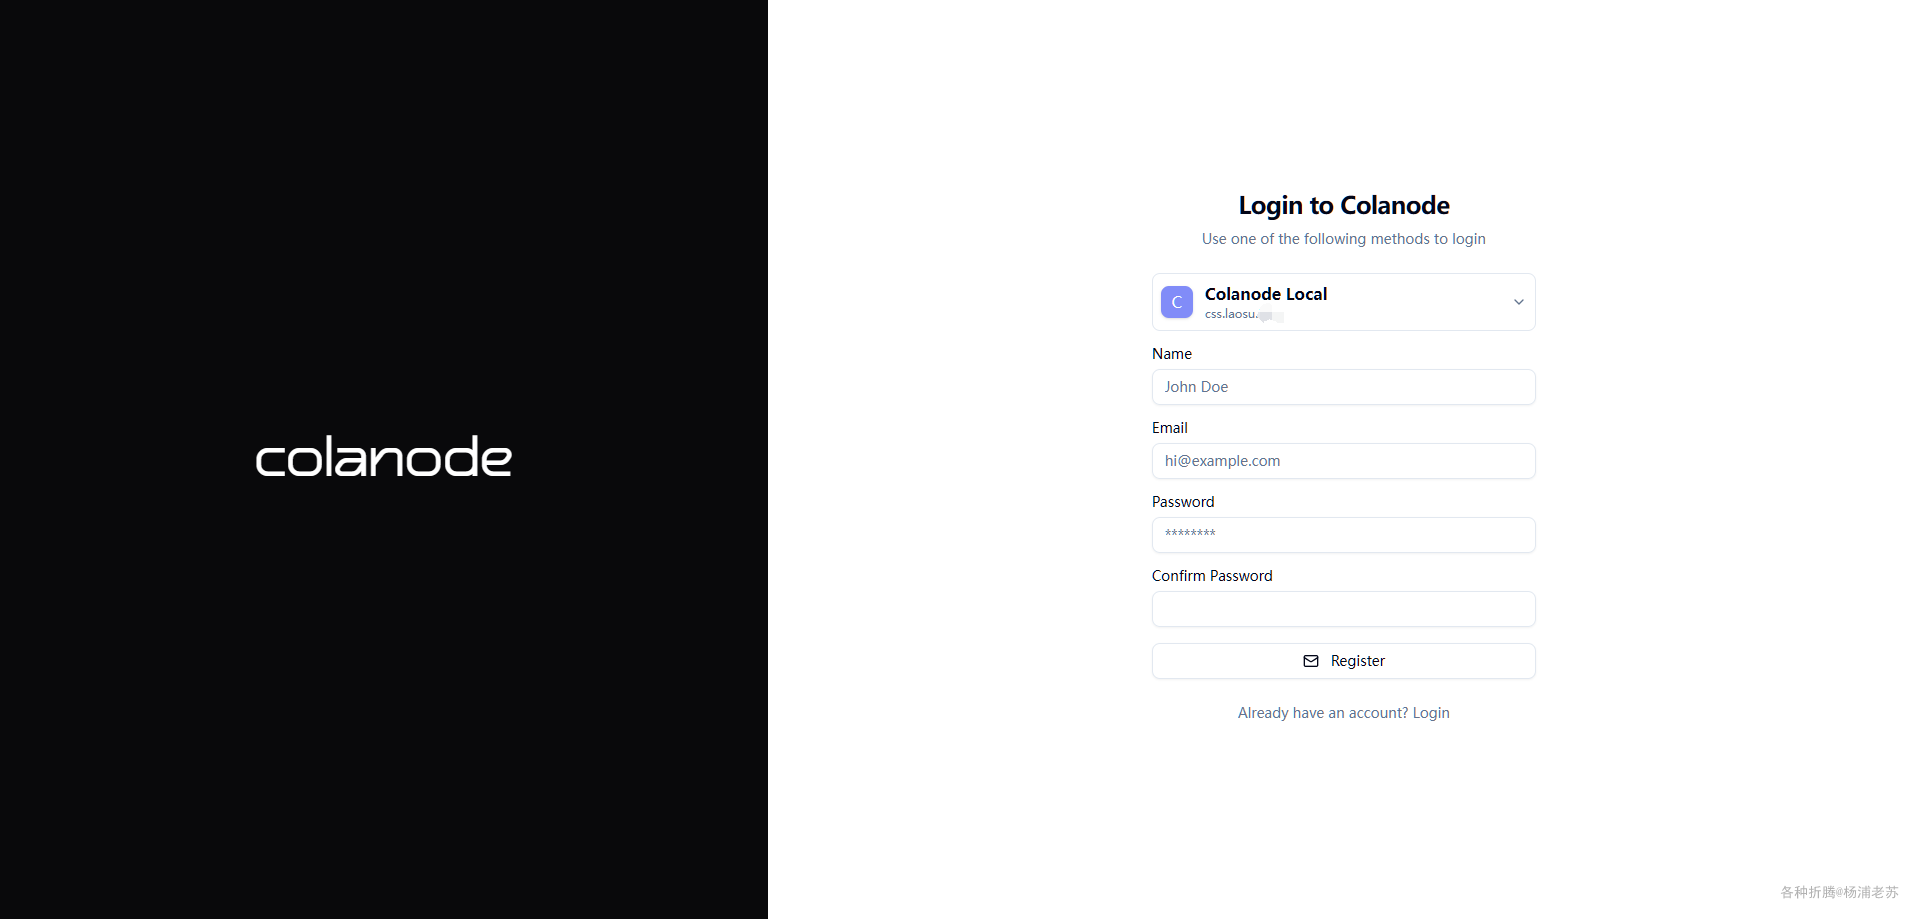 colanode
Login to Colanode
Use one of the following methods to login
C
Colanode Local
css.laosu.
Name
John Doe
Email
hi@example.com
Password
********
Confirm Password
Register
Already have an account? Login
各种折腾@杨浦老苏